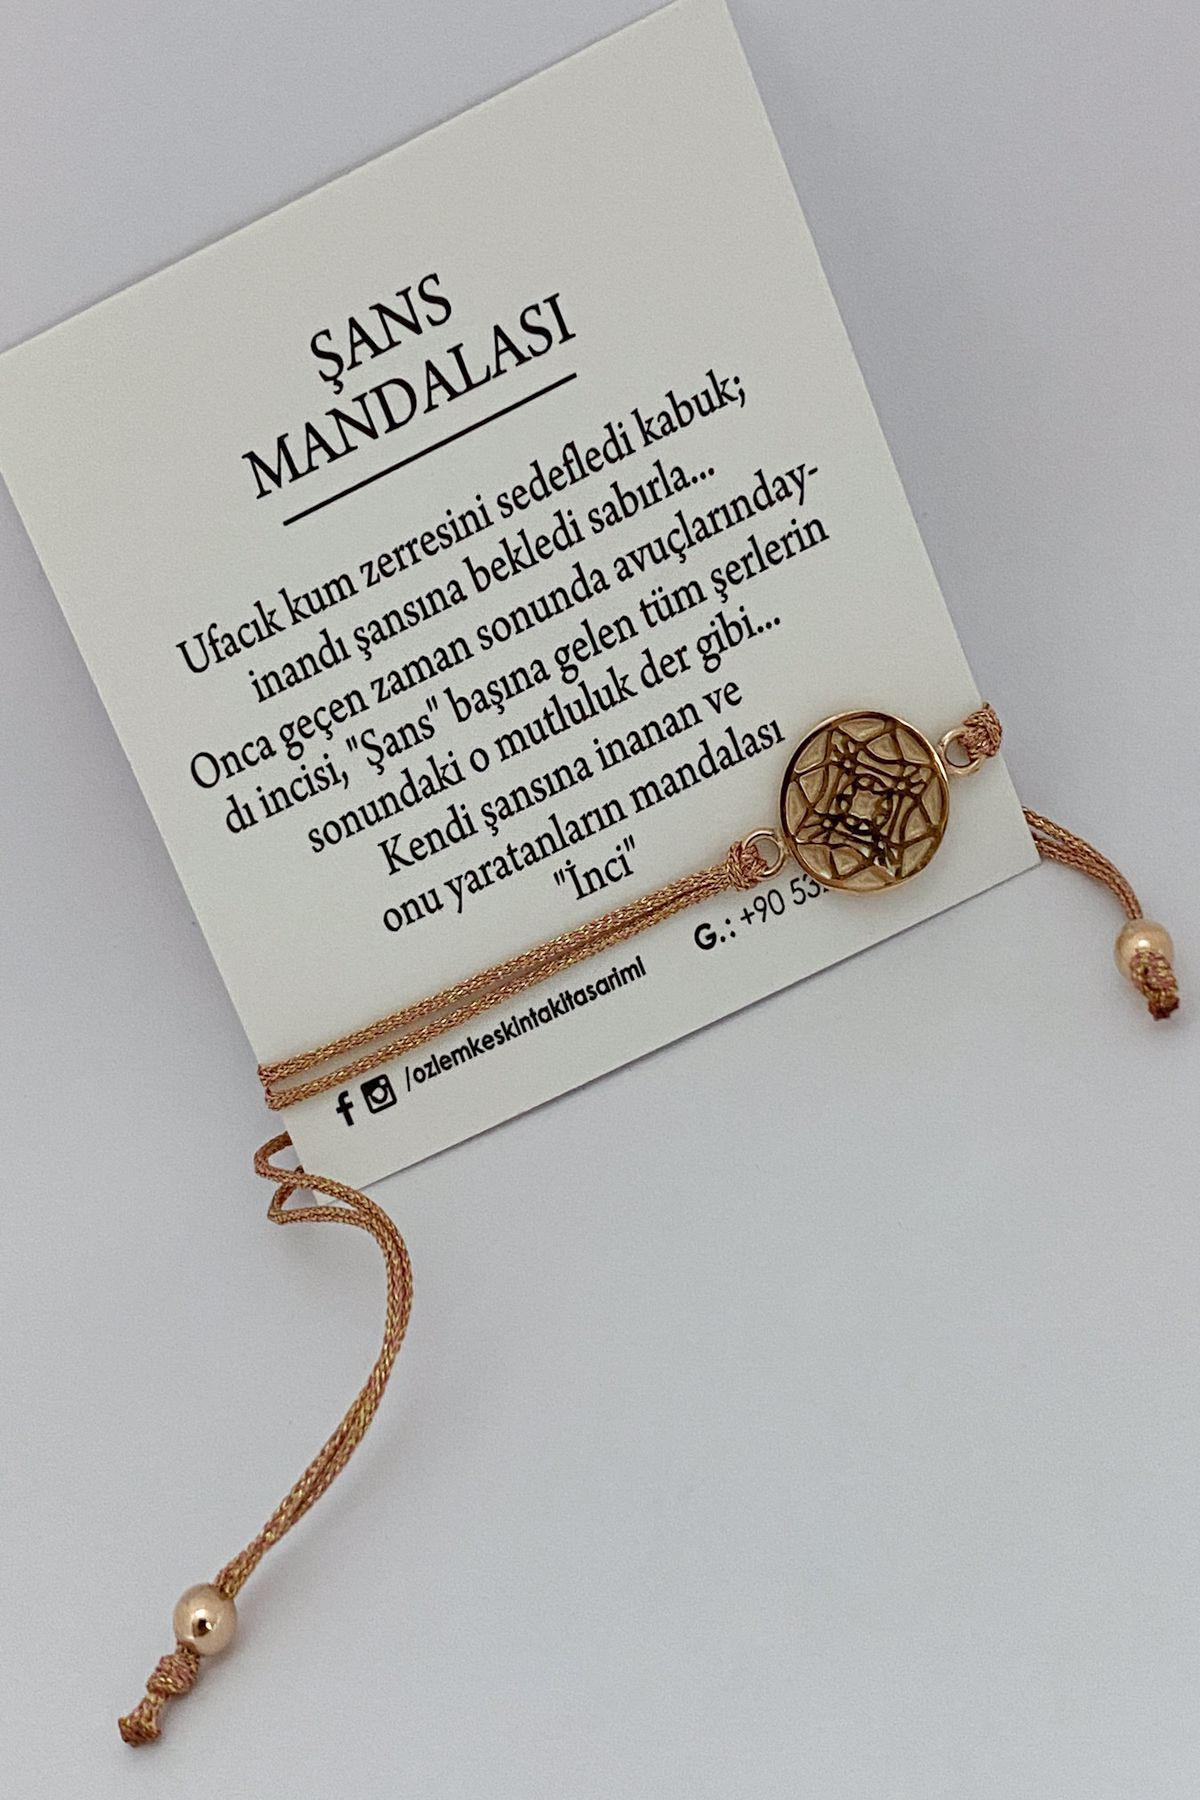 ŞANS
MANDALASI
Ufacık kum zerresini sedefledi kabuk;
inandı şansına bekledi sabırla...
Onca geçen zaman sonunda avuçlarınday-
dı incisi, "Şans" başına gelen tüm şerlerin
sonundaki o mutluluk der gibi...
Kendi şansına inanan ve
onu yaratanların mandalası
"İnci"
G.: +90 53
/ozlemkeskintakitasarimi